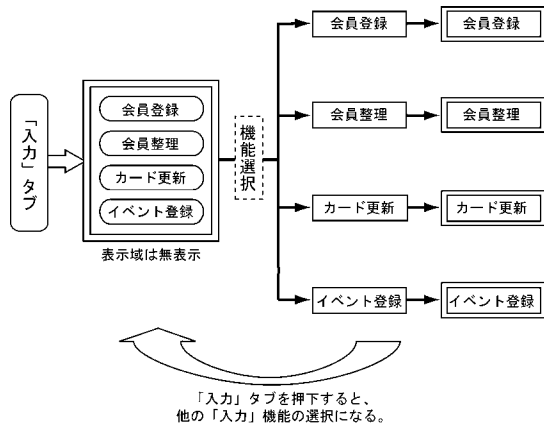 「入力」タブ
会員登録
会員整理
カード更新
イベント登録
表示域は無表示
機能選択
会員登録
会員登録
会員整理
会員整理
カード更新
カード更新
イベント登録
イベント登録
「入力」タブを押下すると、
他の「入力」機能の選択になる。